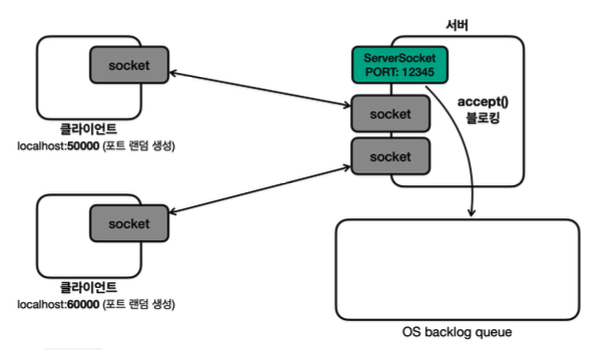 서버
socket
ServerSocket
PORT: 12345
accept()
블로킹
socket
socket
클라이언트
localhost:50000 (포트 랜덤 생성)
socket
클라이언트
localhost:60000 (포트 랜덤 생성)
OS backlog queue